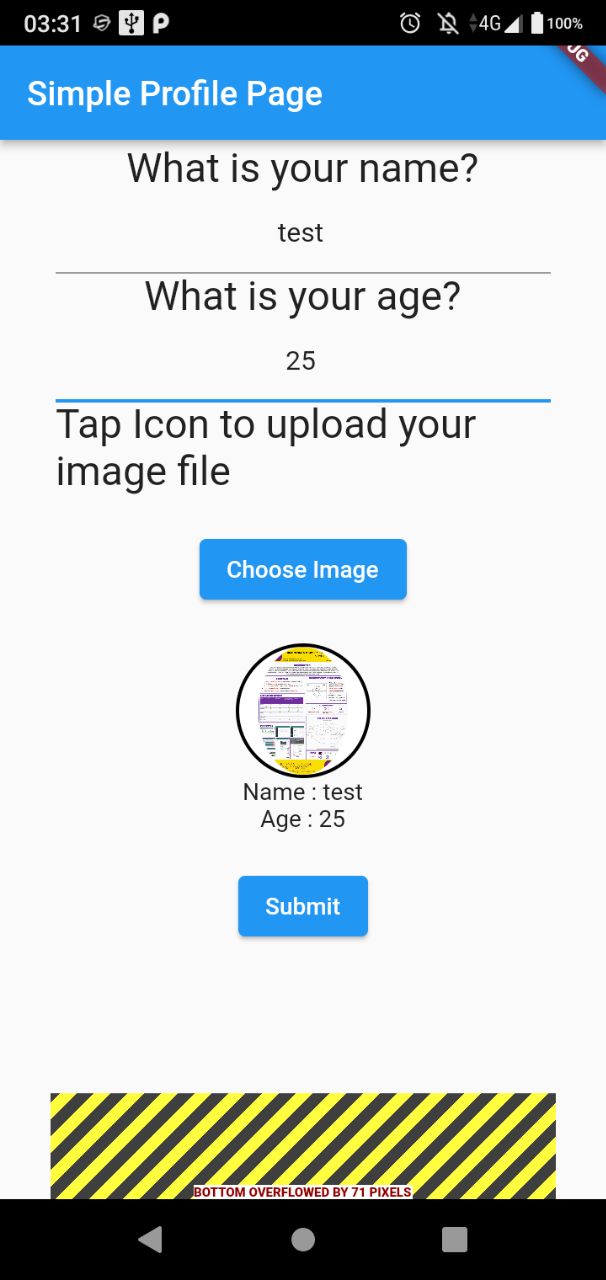 03:31 4G 100%
UG
Simple Profile Page
What is your name?
test
What is your age?
25
Tap Icon to upload your
image file
Choose Image
Name : test
Age : 25
Submit
BOTTOM OVERFLOWED BY 71 PIXELS